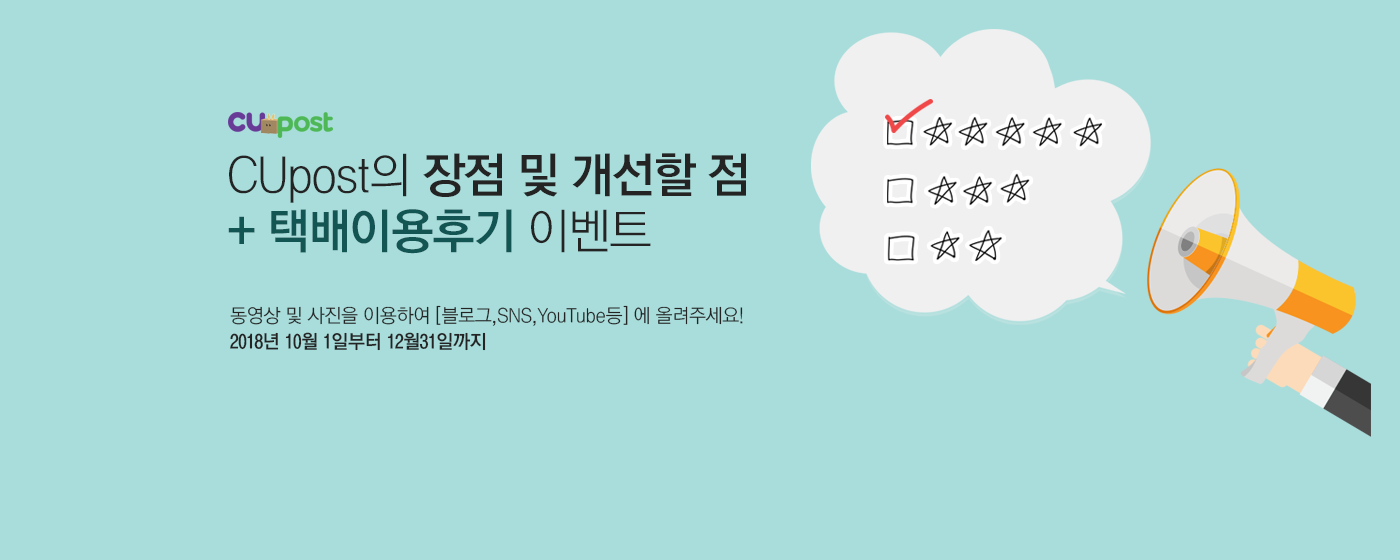 CUpost
CUpost의 장점 및 개선할 점
+ 택배이용후기 이벤트
동영상 및 사진을 이용하여 [블로그,SNS,YouTube등] 에 올려주세요!
2018년 10월 1일부터 12월31일까지